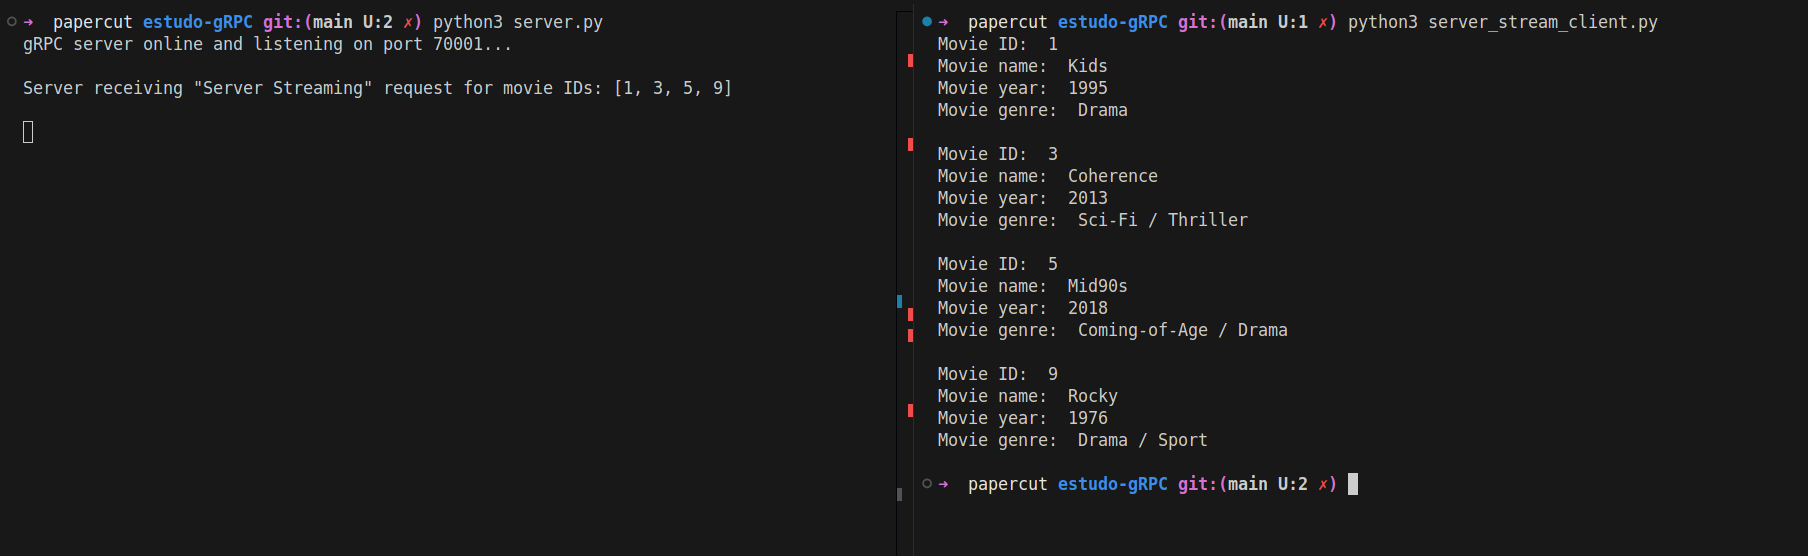 ➜  papercut estudo-gRPC git:(main U:2 ✗) python3 server.py
gRPC server online and listening on port 70001...
Server receiving "Server Streaming" request for movie IDs: [1, 3, 5, 9]
➜  papercut estudo-gRPC git:(main U:1 ✗) python3 server_stream_client.py
Movie ID:  1
Movie name:  Kids
Movie year:  1995
Movie genre:  Drama
Movie ID:  3
Movie name:  Coherence
Movie year:  2013
Movie genre:  Sci-Fi / Thriller
Movie ID:  5
Movie name:  Mid90s
Movie year:  2018
Movie genre:  Coming-of-Age / Drama
Movie ID:  9
Movie name:  Rocky
Movie year:  1976
Movie genre:  Drama / Sport
➜  papercut estudo-gRPC git:(main U:2 ✗)